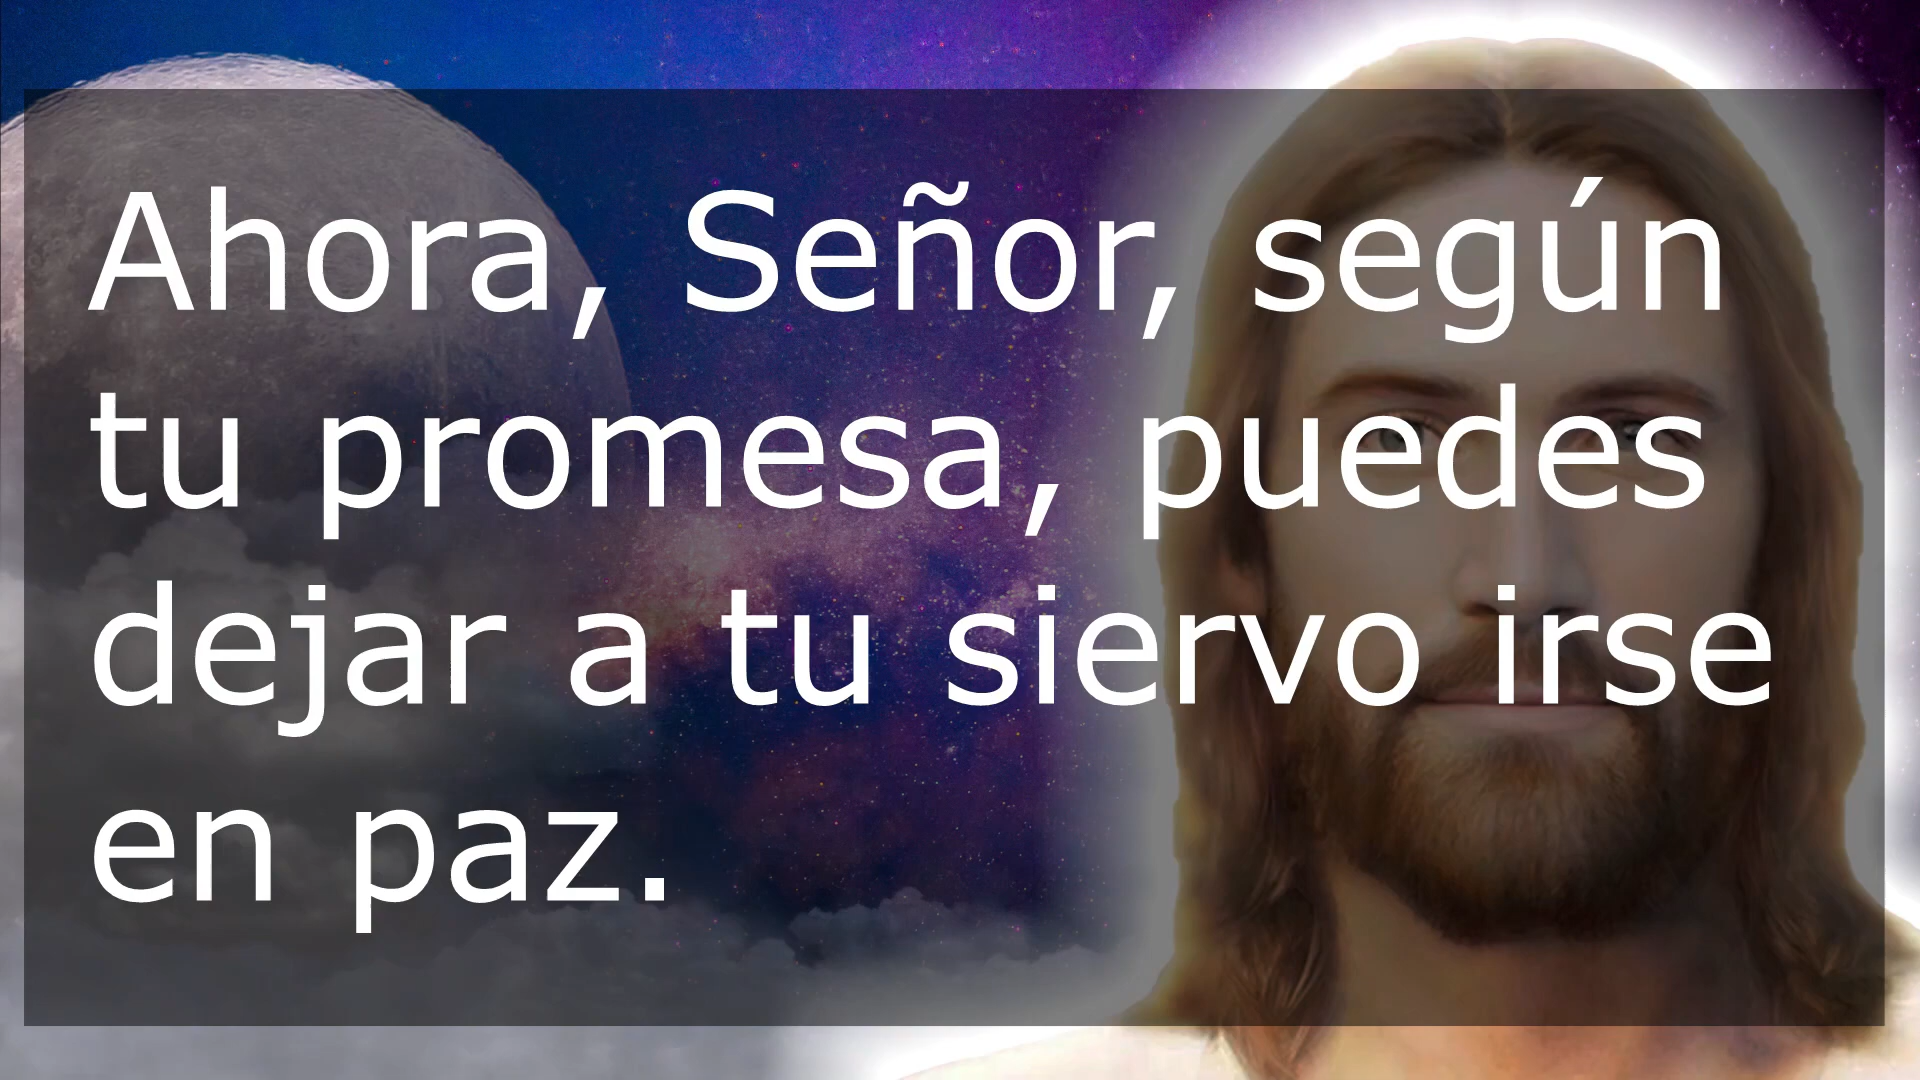 Ahora, Señor, según
tu promesa, puedes
dejar a tu siervo irse
en paz.